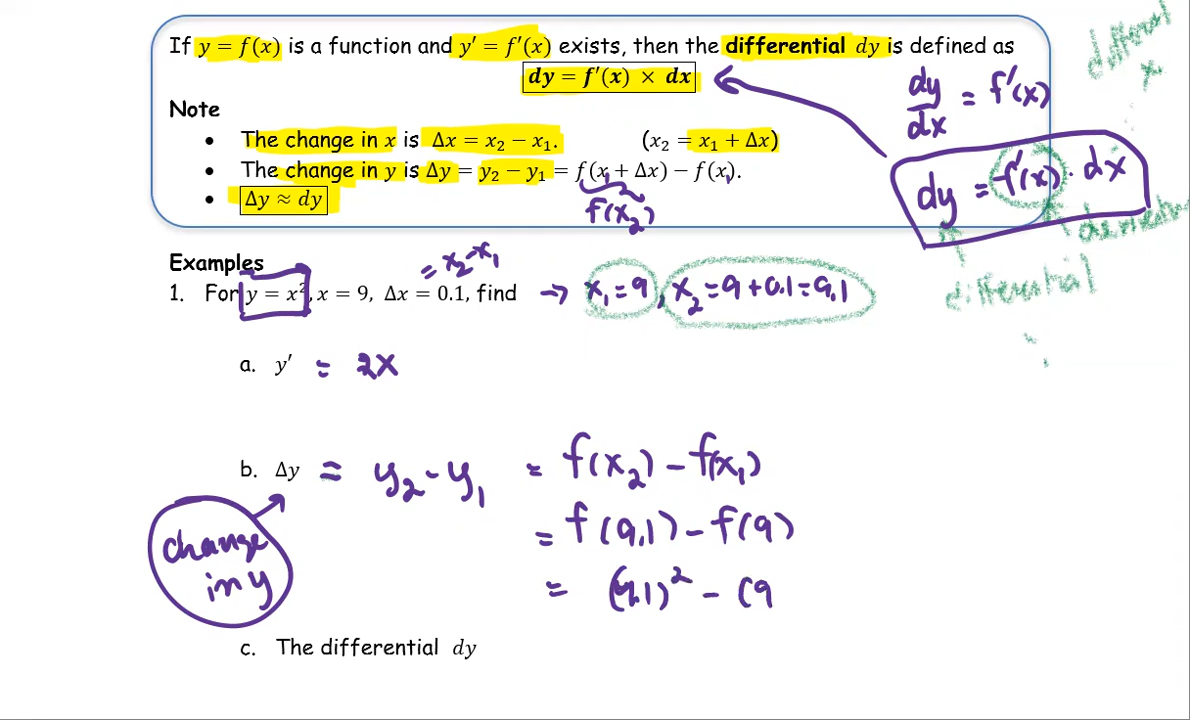 If y = f(x) is a function and y′ = f′(x) exists, then the differential dy is defined as
dy = f′(x) × dx
differential
dy/dx = f′(x)
Note
• The change in x is Δx = x₂ − x₁. (x₂ = x₁ + Δx)
• The change in y is Δy = y₂ − y₁ = f(x₁ + Δx) − f(x₁).
f(x₂)
• Δy ≈ dy
dy = f′(x) · dx
derivative
differential
Examples
= x₂ − x₁
1. For y = x², x = 9, Δx = 0.1, find → x₁ = 9, x₂ = 9 + 0.1 = 9.1
a. y′ = 2x
b. Δy = y₂ − y₁ = f(x₂) − f(x₁)
change in y
= f(9.1) − f(9)
= (9.1)² − (9
c. The differential dy